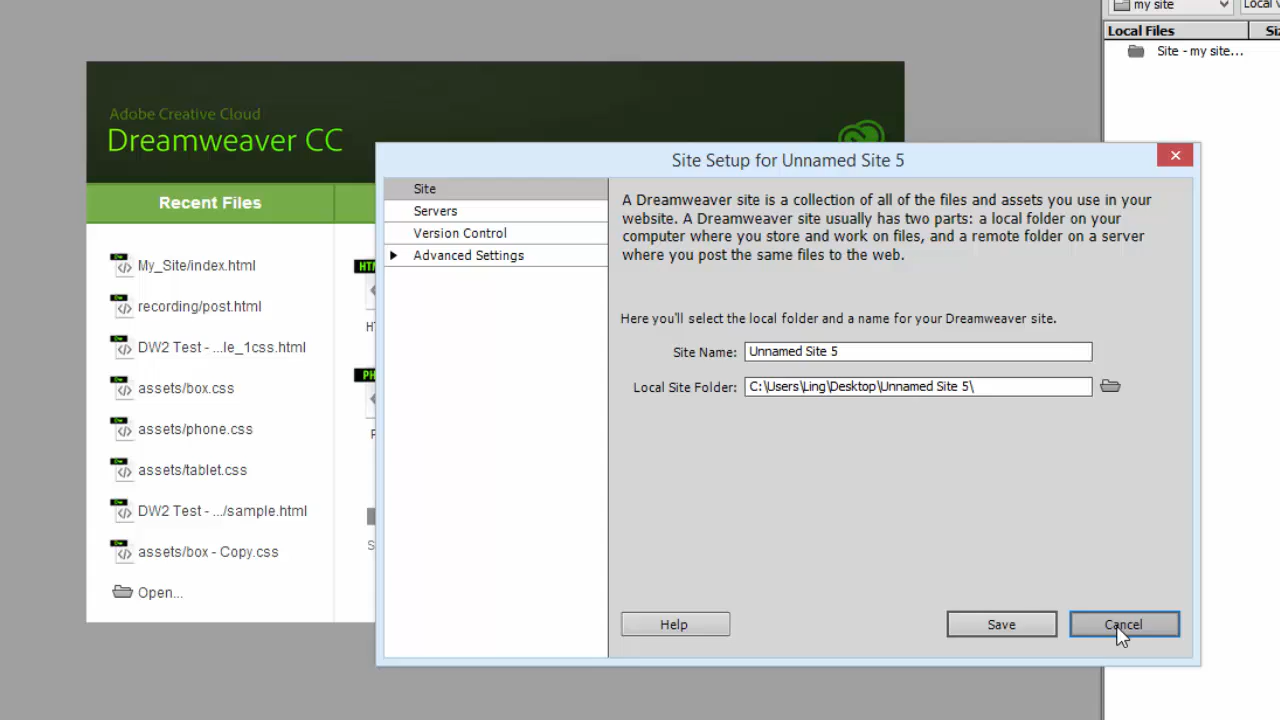 my site
Local
Local Files
Site - my site...
Adobe Creative Cloud
Dreamweaver CC
Recent Files
My_Site/index.html
recording/post.html
DW2 Test - ...le_1css.html
assets/box.css
assets/phone.css
assets/tablet.css
DW2 Test - .../sample.html
assets/box - Copy.css
Open...
Site Setup for Unnamed Site 5
Site
Servers
Version Control
Advanced Settings
A Dreamweaver site is a collection of all of the files and assets you use in your
website. A Dreamweaver site usually has two parts: a local folder on your
computer where you store and work on files, and a remote folder on a server
where you post the same files to the web.
Here you'll select the local folder and a name for your Dreamweaver site.
Site Name: Unnamed Site 5
Local Site Folder: C:\Users\Ling\Desktop\Unnamed Site 5\
Help
Save
Cancel